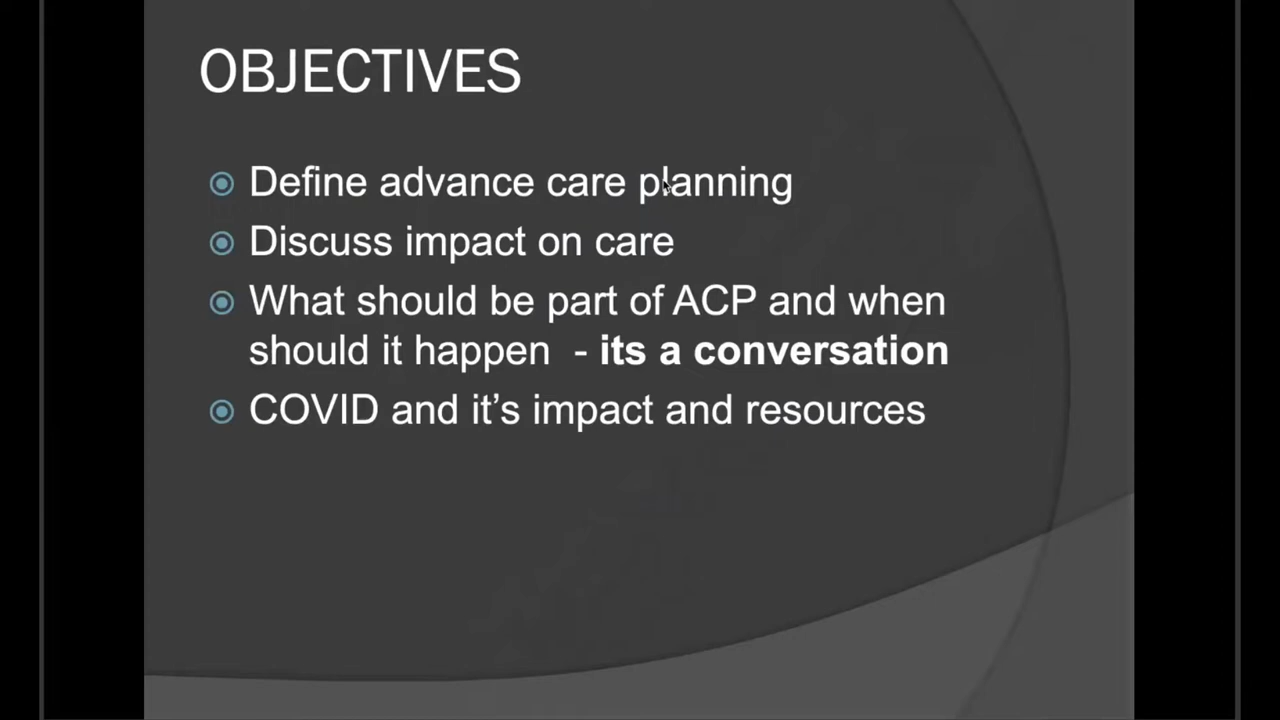 OBJECTIVES
Define advance care planning
Discuss impact on care
What should be part of ACP and when
should it happen - its a conversation
COVID and it's impact and resources